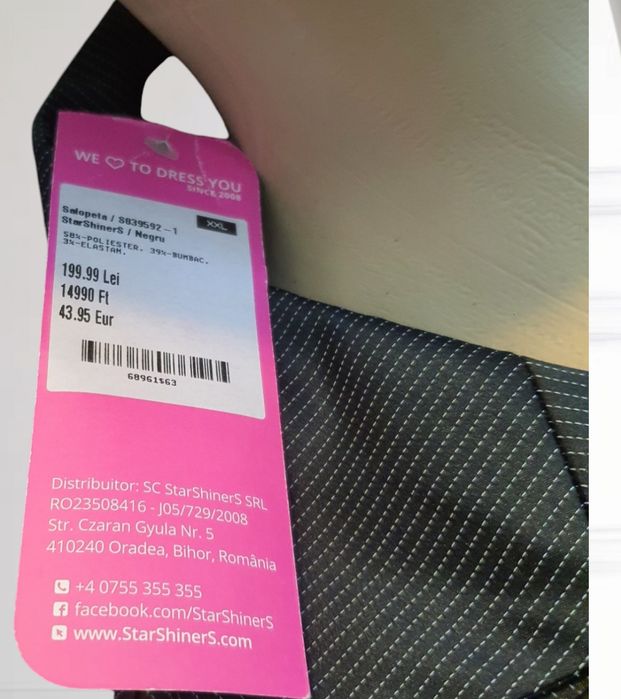 WE ♡ TO DRESS YOU
SINCE 2008
Salopeta / S039592-1
XXL
StarShinerS / Negru
58%-POLIESTER. 39%-BUMBAC.
3%-ELASTAM.
199.99 Lei
14990 Ft
43.95 Eur
68961563
Distribuitor: SC StarShinerS SRL
RO23508416 - J05/729/2008
Str. Czaran Gyula Nr. 5
410240 Oradea, Bihor, România
+4 0755 355 355
facebook.com/StarShinerS
www.StarShinerS.com